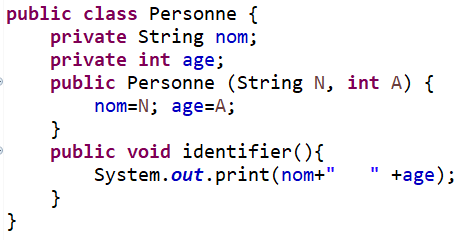 public class Personne {
    private String nom;
    private int age;
    public Personne (String N, int A) {
        nom=N; age=A;
    }
    public void identifier(){
        System.out.print(nom+"   " +age);
    }
}